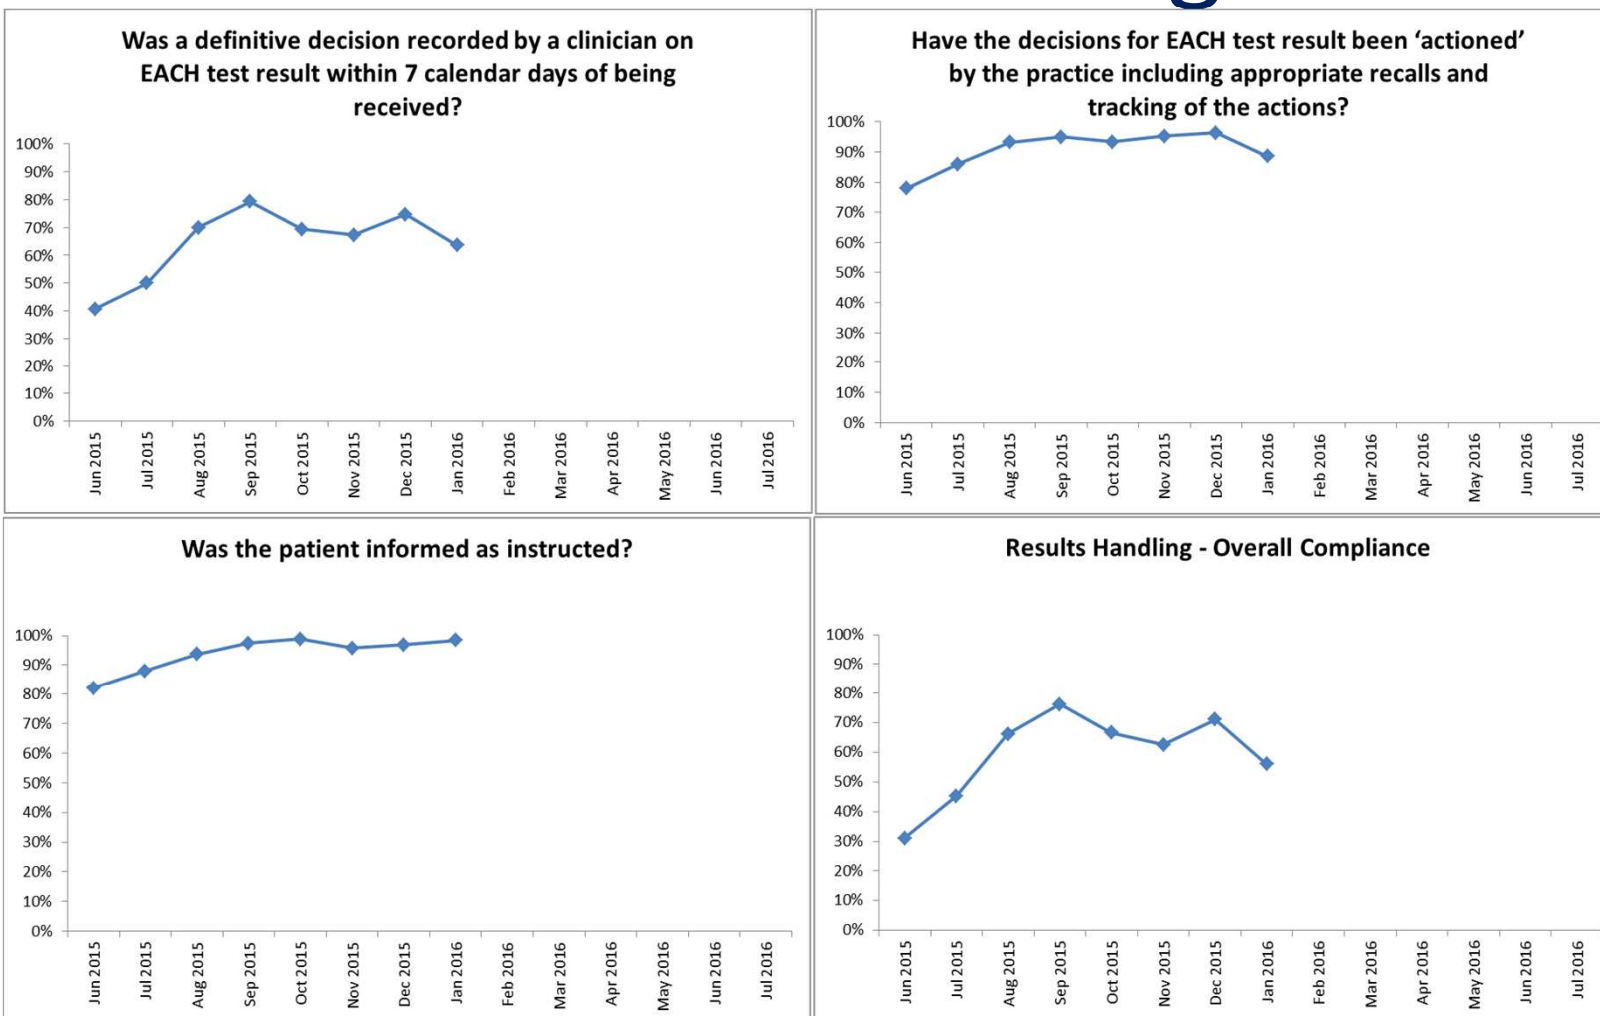 Was a definitive decision recorded by a clinician on
EACH test result within 7 calendar days of being
received?
100%
90%
80%
70%
60%
50%
40%
30%
20%
10%
0%
Jun 2015
Jul 2015
Aug 2015
Sep 2015
Oct 2015
Nov 2015
Dec 2015
Jan 2016
Feb 2016
Mar 2016
Apr 2016
May 2016
Jun 2016
Jul 2016
Have the decisions for EACH test result been ‘actioned’
by the practice including appropriate recalls and
tracking of the actions?
100%
90%
80%
70%
60%
50%
40%
30%
20%
10%
0%
Jun 2015
Jul 2015
Aug 2015
Sep 2015
Oct 2015
Nov 2015
Dec 2015
Jan 2016
Feb 2016
Mar 2016
Apr 2016
May 2016
Jun 2016
Jul 2016
Was the patient informed as instructed?
100%
90%
80%
70%
60%
50%
40%
30%
20%
10%
0%
Jun 2015
Jul 2015
Aug 2015
Sep 2015
Oct 2015
Nov 2015
Dec 2015
Jan 2016
Feb 2016
Mar 2016
Apr 2016
May 2016
Jun 2016
Jul 2016
Results Handling - Overall Compliance
100%
90%
80%
70%
60%
50%
40%
30%
20%
10%
0%
Jun 2015
Jul 2015
Aug 2015
Sep 2015
Oct 2015
Nov 2015
Dec 2015
Jan 2016
Feb 2016
Mar 2016
Apr 2016
May 2016
Jun 2016
Jul 2016